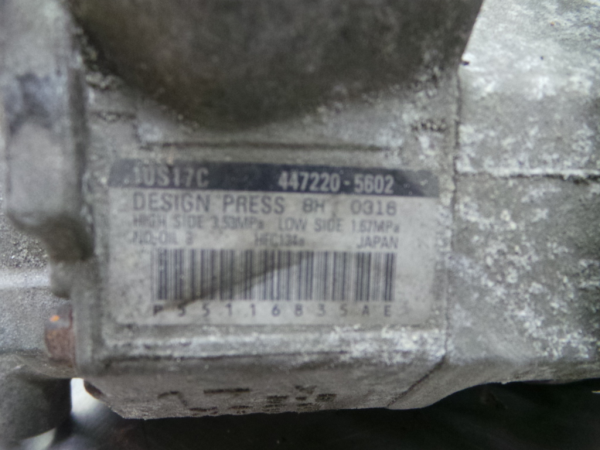 10S17C 447220-5602
DESIGN PRESS 8H 0318
HIGH SIDE 3.53MPa LOW SIDE 1.67MPa
ND-OIL 8 HFC134a JAPAN
P55116835AE